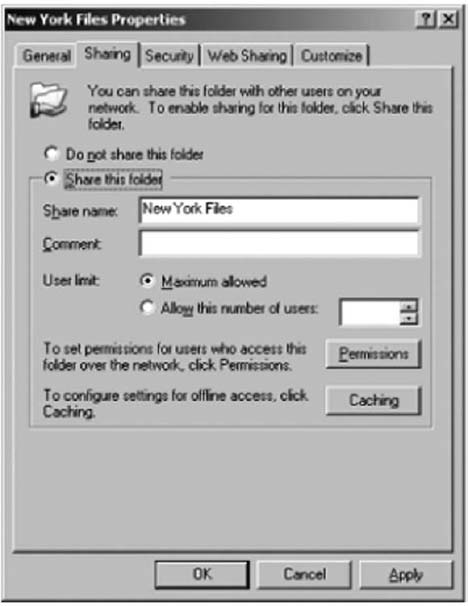 New York Files Properties
General Sharing Security Web Sharing Customize
You can share this folder with other users on your
network. To enable sharing for this folder, click Share this
folder.
Do not share this folder
Share this folder
Share name: New York Files
Comment:
User limit: Maximum allowed
Allow this number of users:
To set permissions for users who access this
folder over the network, click Permissions.
Permissions
To configure settings for offline access, click
Caching.
Caching
OK Cancel Apply